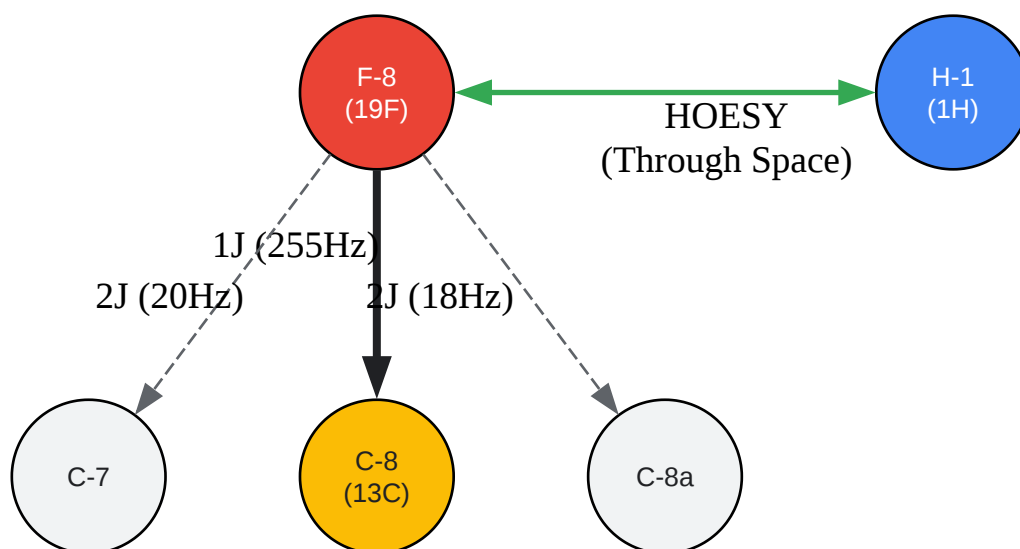 F-8
(19F)
H-1
(1H)
HOESY
(Through Space)
1J (255Hz)
2J (20Hz)
2J (18Hz)
C-7
C-8
(13C)
C-8a